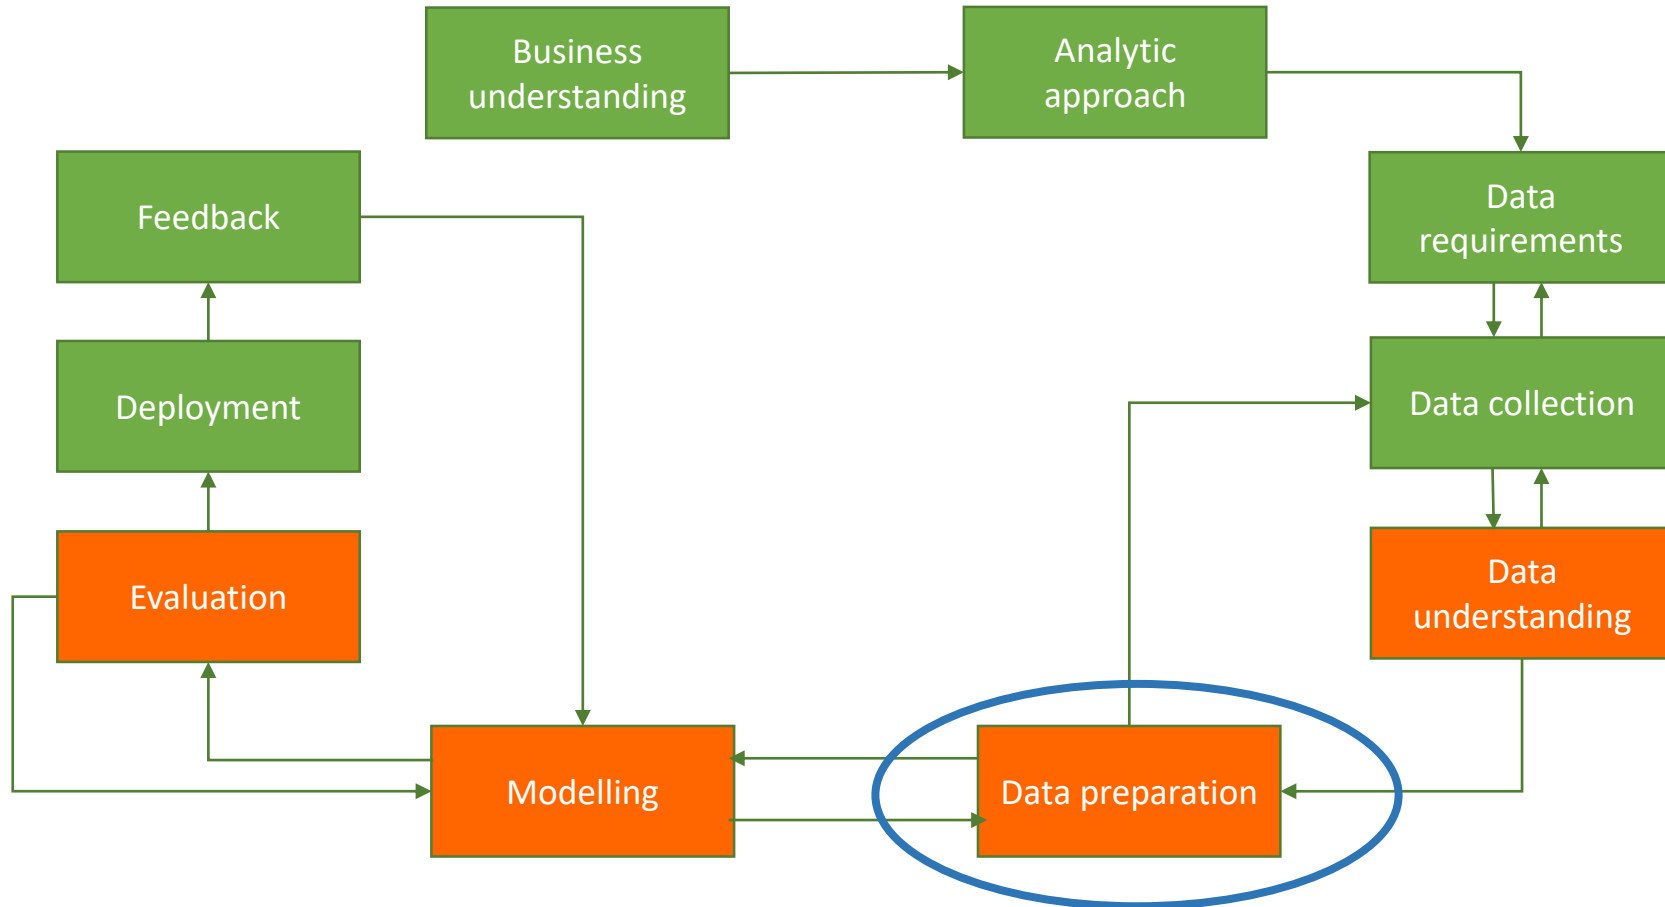 Business
understanding
Analytic
approach
Feedback
Data
requirements
Deployment
Data collection
Evaluation
Data
understanding
Modelling
Data preparation